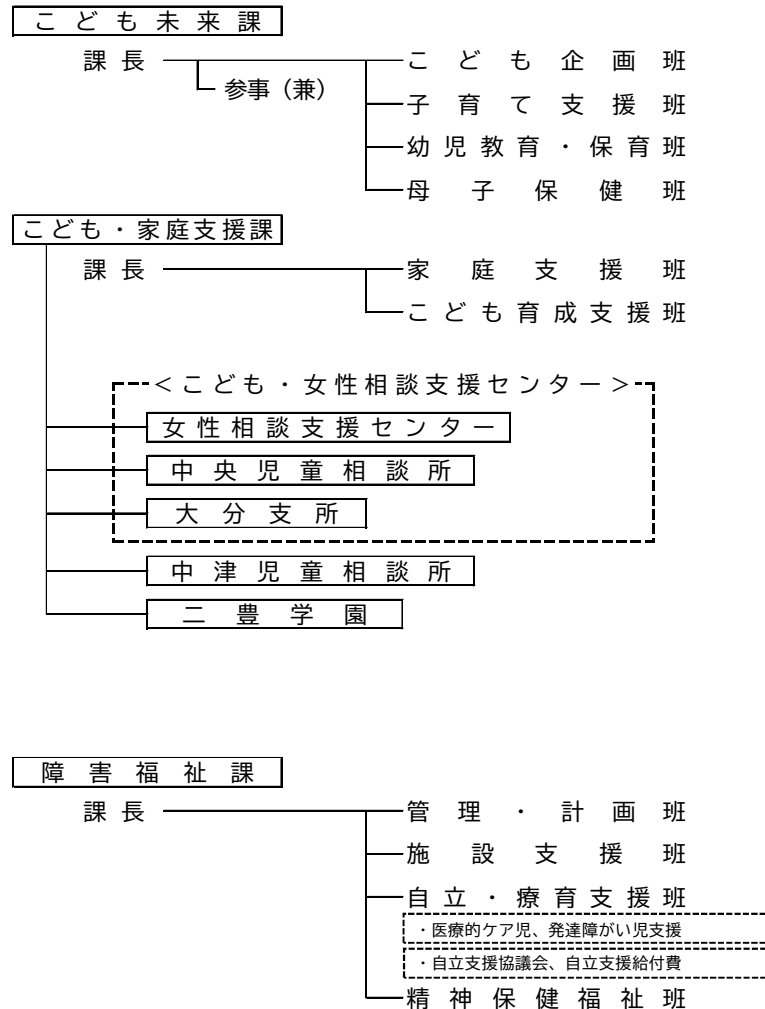 こども未来課
課長 こども企画班
参事（兼）
子育て支援班
幼児教育・保育班
母子保健班
こども・家庭支援課
課長 家庭支援班
こども育成支援班
＜こども・女性相談支援センター＞
女性相談支援センター
中央児童相談所
大分支所
中津児童相談所
二豊学園
障害福祉課
課長 管理・計画班
施設支援班
自立・療育支援班
・医療的ケア児、発達障がい児支援
・自立支援協議会、自立支援給付費
精神保健福祉班